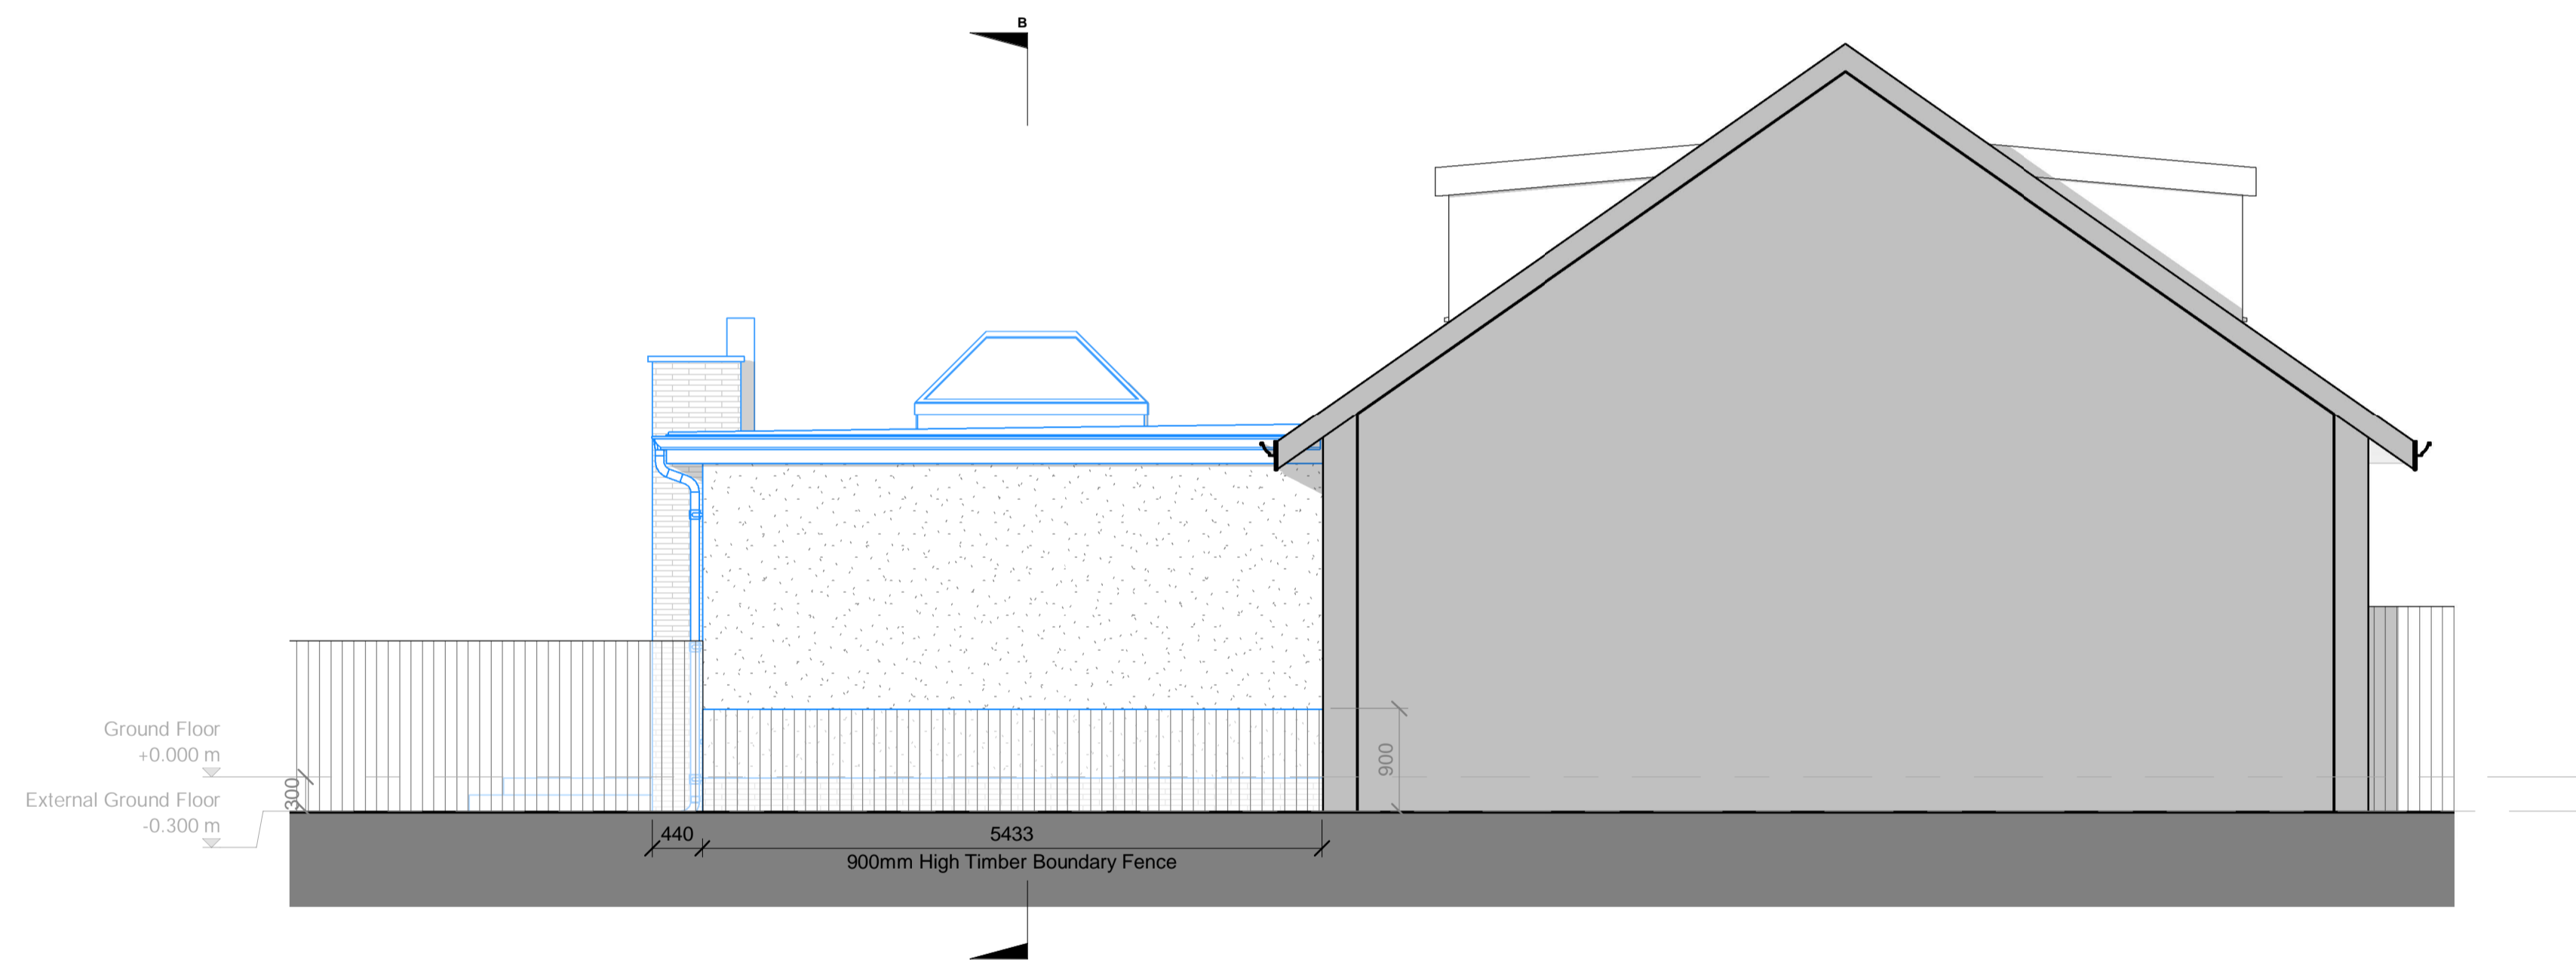 B
Ground Floor
+0.000 m
300
External Ground Floor
-0.300 m
900
440
5433
900mm High Timber Boundary Fence